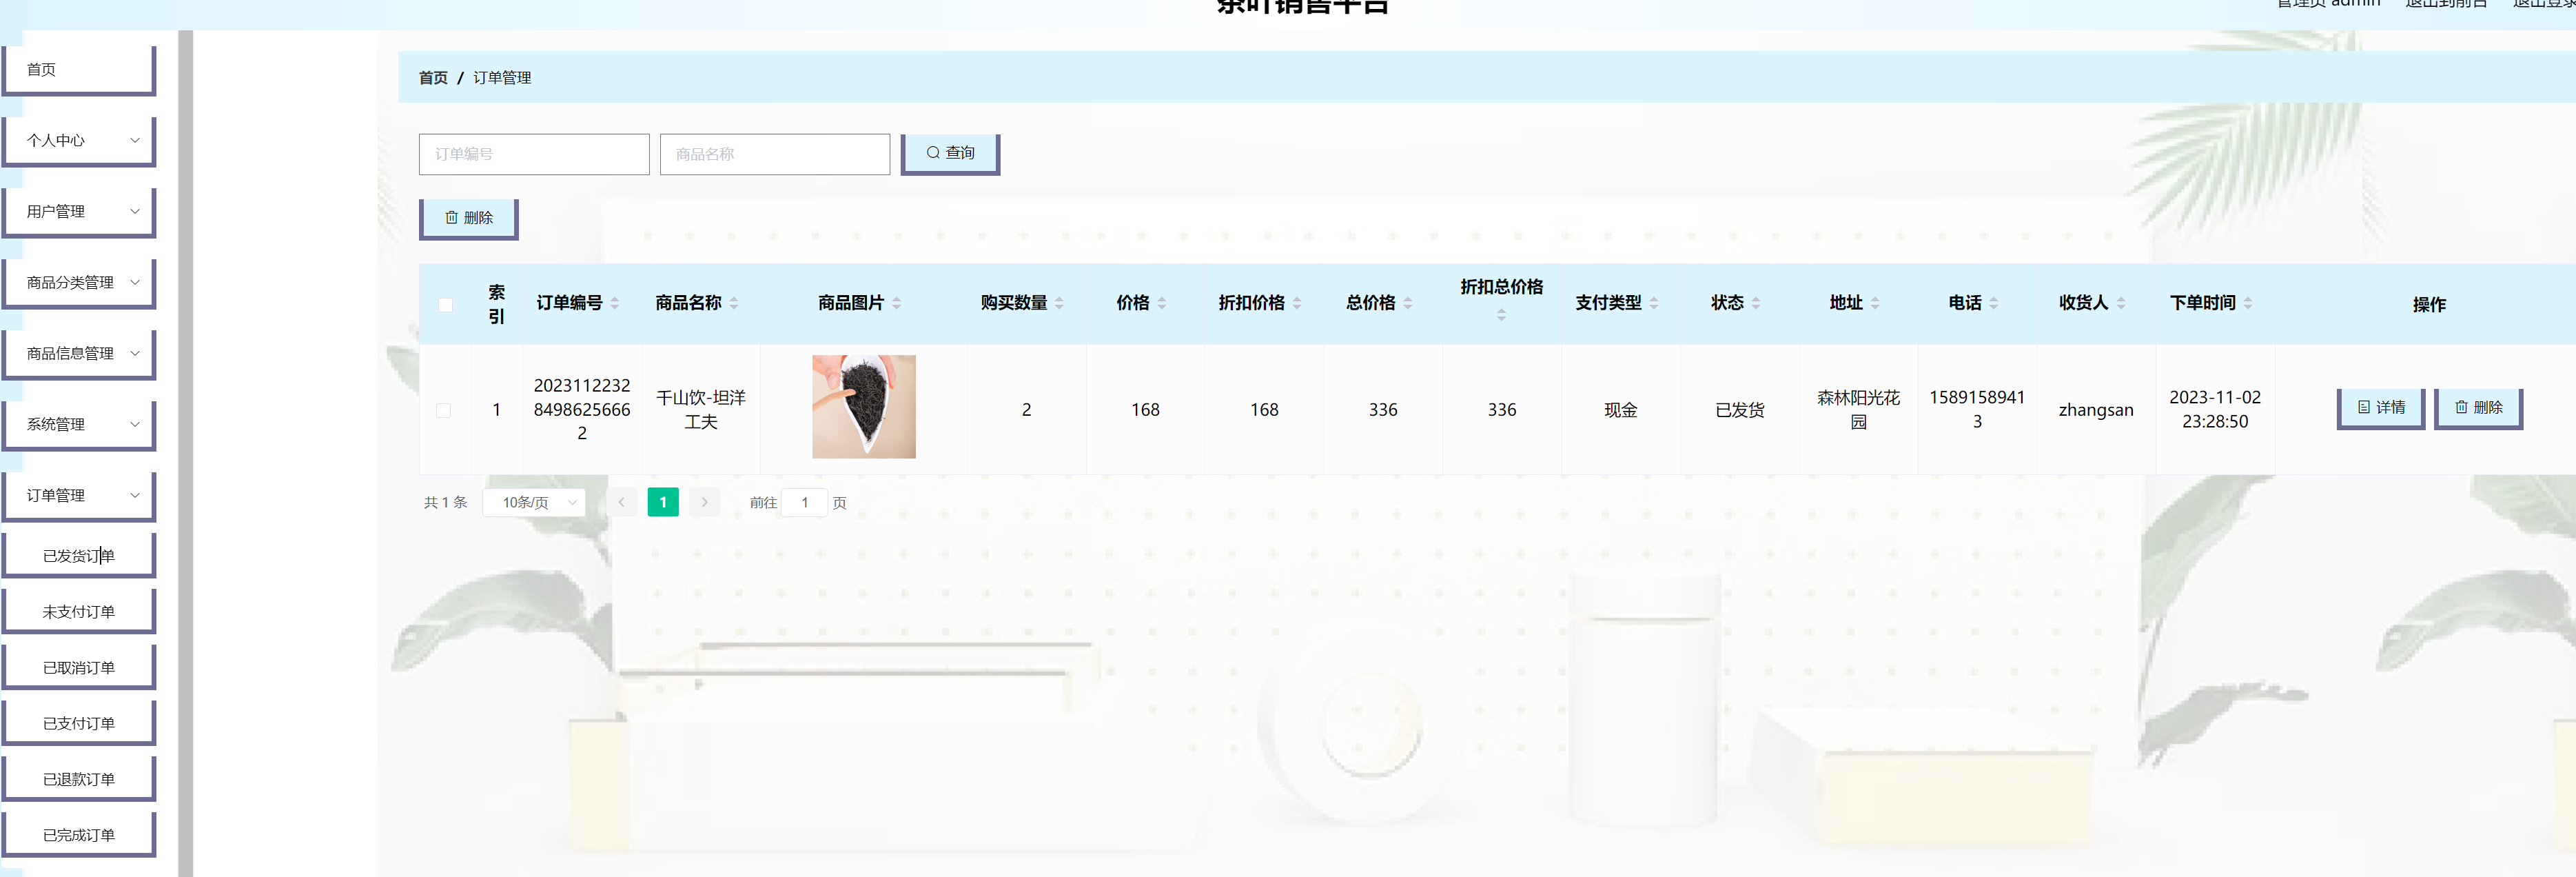 茶叶销售平台
管理员 admin 退出到前台 退出登录
首页
个人中心
用户管理
商品分类管理
商品信息管理
系统管理
订单管理
已发货订单
未支付订单
已取消订单
已支付订单
已退款订单
已完成订单
首页 / 订单管理
订单编号 商品名称 查询
删除
索引 订单编号 商品名称 商品图片 购买数量 价格 折扣价格 总价格 折扣总价格 支付类型 状态 地址 电话 收货人 下单时间 操作
1 202311223284986256662 千山饮-坦洋工夫 2 168 168 336 336 现金 已发货 森林阳光花园 15891589413 zhangsan 2023-11-02 23:28:50 详情 删除
共 1 条 10条/页 1 前往 1 页